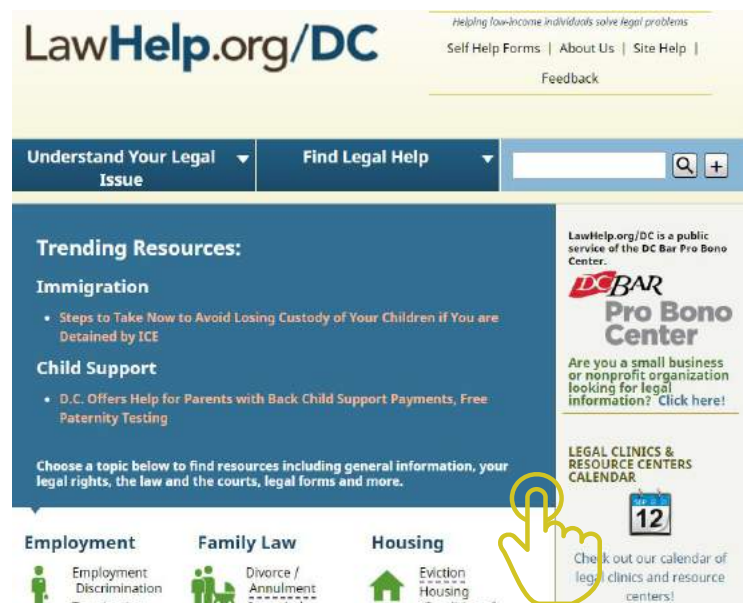 LawHelp.org/DC
Helping low-income individuals solve legal problems
Self Help Forms | About Us | Site Help |
Feedback
Understand Your Legal
Issue
Find Legal Help
Trending Resources:
Immigration
• Steps to Take Now to Avoid Losing Custody of Your Children if You are
Detained by ICE
Child Support
• D.C. Offers Help for Parents with Back Child Support Payments, Free
Paternity Testing
Choose a topic below to find resources including general information, your
legal rights, the law and the courts, legal forms and more.
LawHelp.org/DC is a public
service of the DC Bar Pro Bono
Center.
DC BAR
Pro Bono
Center
Are you a small business
or nonprofit organization
looking for legal
information? Click here!
LEGAL CLINICS &
RESOURCE CENTERS
CALENDAR
12
Check out our calendar of
legal clinics and resource
centers!
Employment
Employment
Discrimination
Family Law
Divorce /
Annulment
Housing
Eviction
Housing